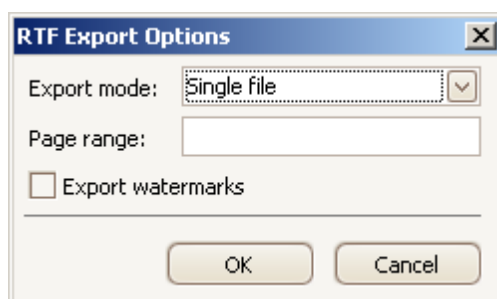 RTF Export Options
Export mode: Single file
Page range:
Export watermarks
OK Cancel